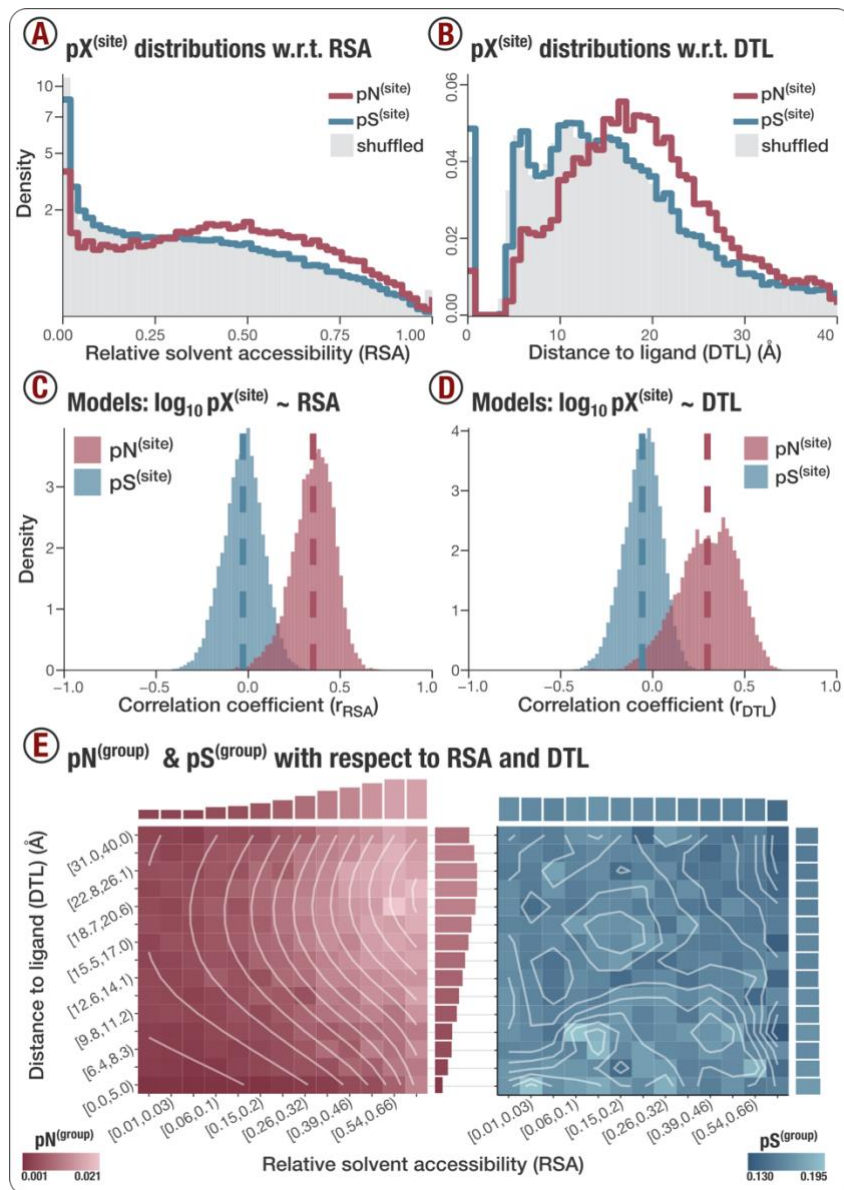 A pX(site) distributions w.r.t. RSA
Density
10
7
5
2
pN(site)
pS(site)
shuffled
0.00 0.25 0.50 0.75 1.00
Relative solvent accessibility (RSA)
B pX(site) distributions w.r.t. DTL
0.06
0.04
0.02
0.00
pN(site)
pS(site)
shuffled
0 10 20 30 40
Distance to ligand (DTL) (Å)
C Models: log10 pX(site) ~ RSA
Density
pN(site)
pS(site)
3
2
1
0
−1.0 −0.5 0.0 0.5 1.0
Correlation coefficient (rRSA)
D Models: log10 pX(site) ~ DTL
4
3
2
1
0
pN(site)
pS(site)
−1.0 −0.5 0.0 0.5 1.0
Correlation coefficient (rDTL)
E pN(group) & pS(group) with respect to RSA and DTL
Distance to ligand (DTL) (Å)
[31.0,40.0)
[22.8,26.1)
[18.7,20.6)
[15.5,17.0)
[12.6,14.1)
[9.8,11.2)
[6.4,8.3)
[0.0,5.0)
[0.01,0.03)
[0.06,0.1)
[0.15,0.2)
[0.26,0.32)
[0.39,0.46)
[0.54,0.66)
[0.01,0.03)
[0.06,0.1)
[0.15,0.2)
[0.26,0.32)
[0.39,0.46)
[0.54,0.66)
pN(group)
0.001 0.021
Relative solvent accessibility (RSA)
pS(group)
0.130 0.195